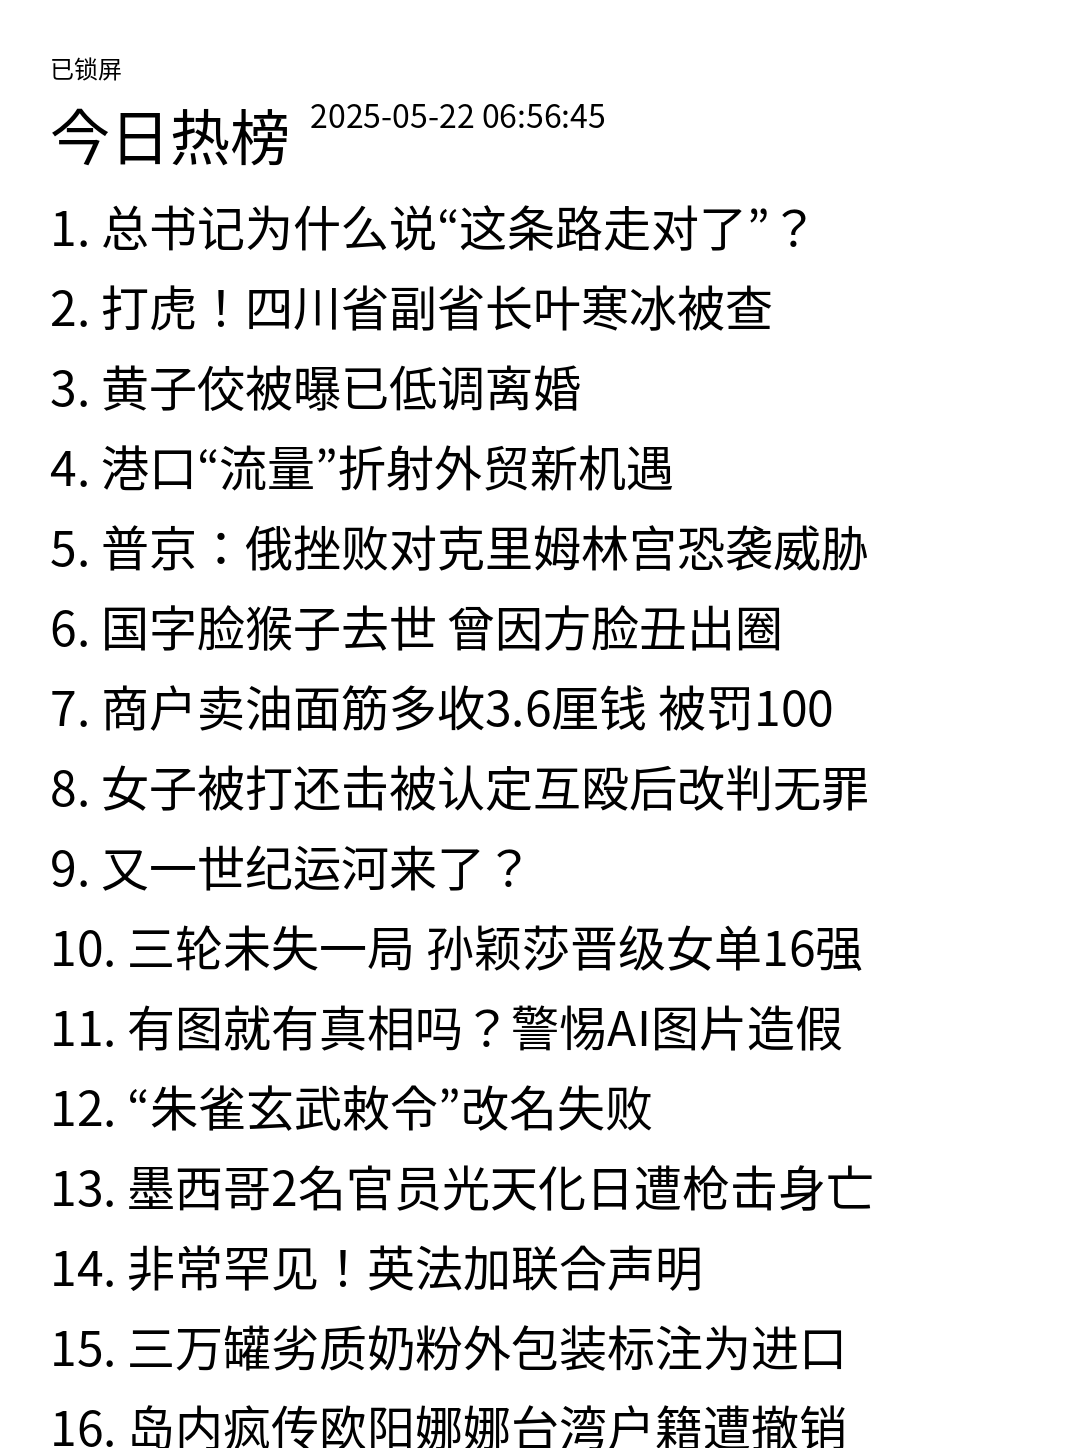 已锁屏
今日热榜 2025-05-22 06:56:45
1. 总书记为什么说“这条路走对了”？
2. 打虎！四川省副省长叶寒冰被查
3. 黄子佼被曝已低调离婚
4. 港口“流量”折射外贸新机遇
5. 普京：俄挫败对克里姆林宫恐袭威胁
6. 国字脸猴子去世 曾因方脸丑出圈
7. 商户卖油面筋多收3.6厘钱 被罚100
8. 女子被打还击被认定互殴后改判无罪
9. 又一世纪运河来了？
10. 三轮未失一局 孙颖莎晋级女单16强
11. 有图就有真相吗？警惕AI图片造假
12. “朱雀玄武敕令”改名失败
13. 墨西哥2名官员光天化日遭枪击身亡
14. 非常罕见！英法加联合声明
15. 三万罐劣质奶粉外包装标注为进口
16. 岛内疯传欧阳娜娜台湾户籍遭撤销